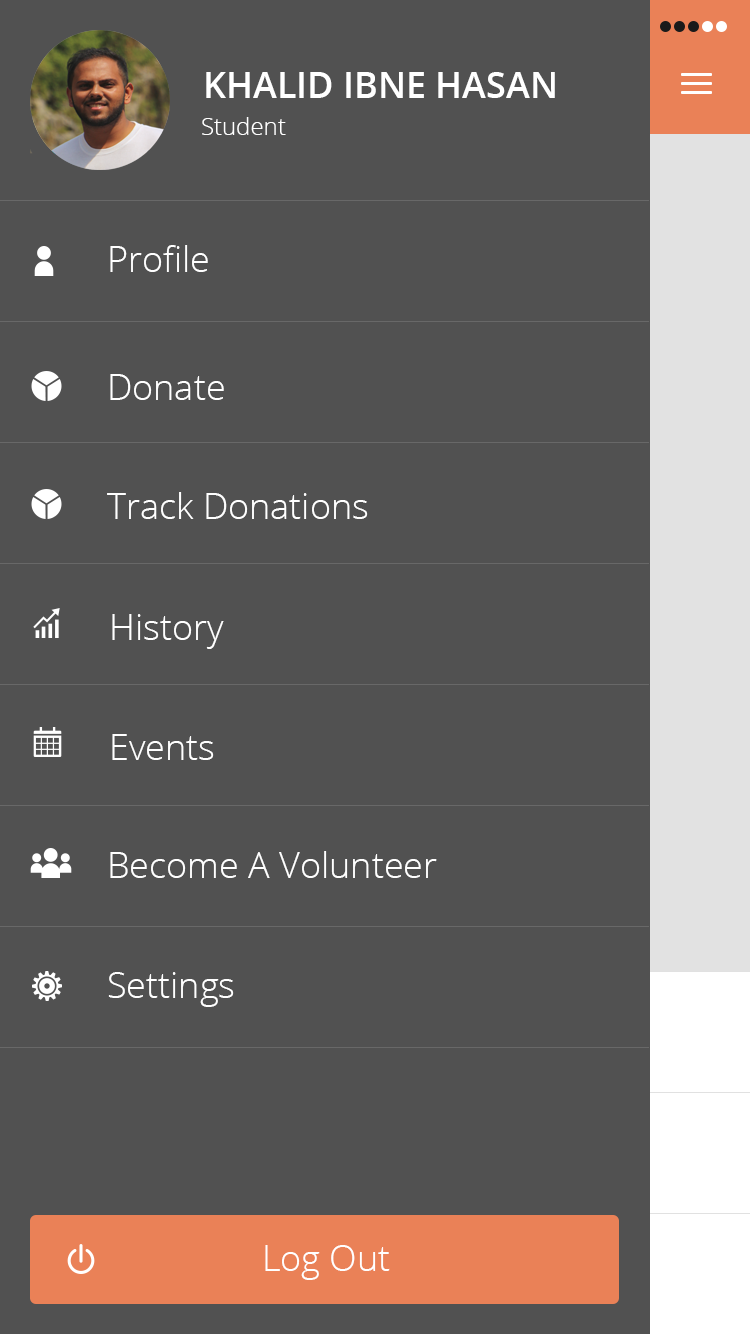 KHALID IBNE HASAN
Student
Profile
Donate
Track Donations
History
Events
Become A Volunteer
Settings
Log Out